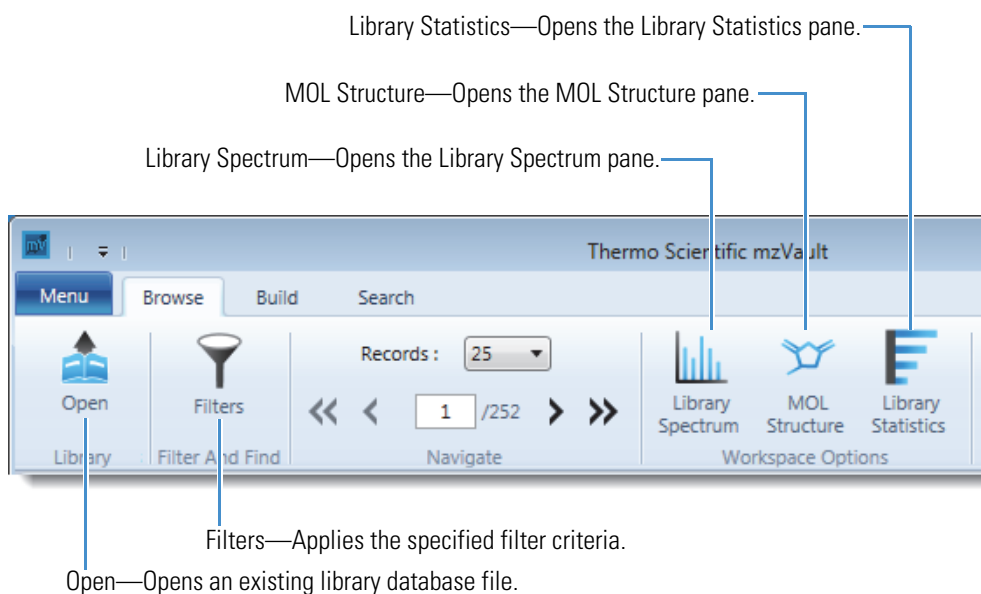 Library Statistics—Opens the Library Statistics pane.
MOL Structure—Opens the MOL Structure pane.
Library Spectrum—Opens the Library Spectrum pane.
mV
Thermo Scientific mzVault
Menu Browse Build Search
Records : 25
Open Filters
1 /252
Library Spectrum
MOL Structure
Library Statistics
Library Filter And Find Navigate Workspace Options
Filters—Applies the specified filter criteria.
Open—Opens an existing library database file.